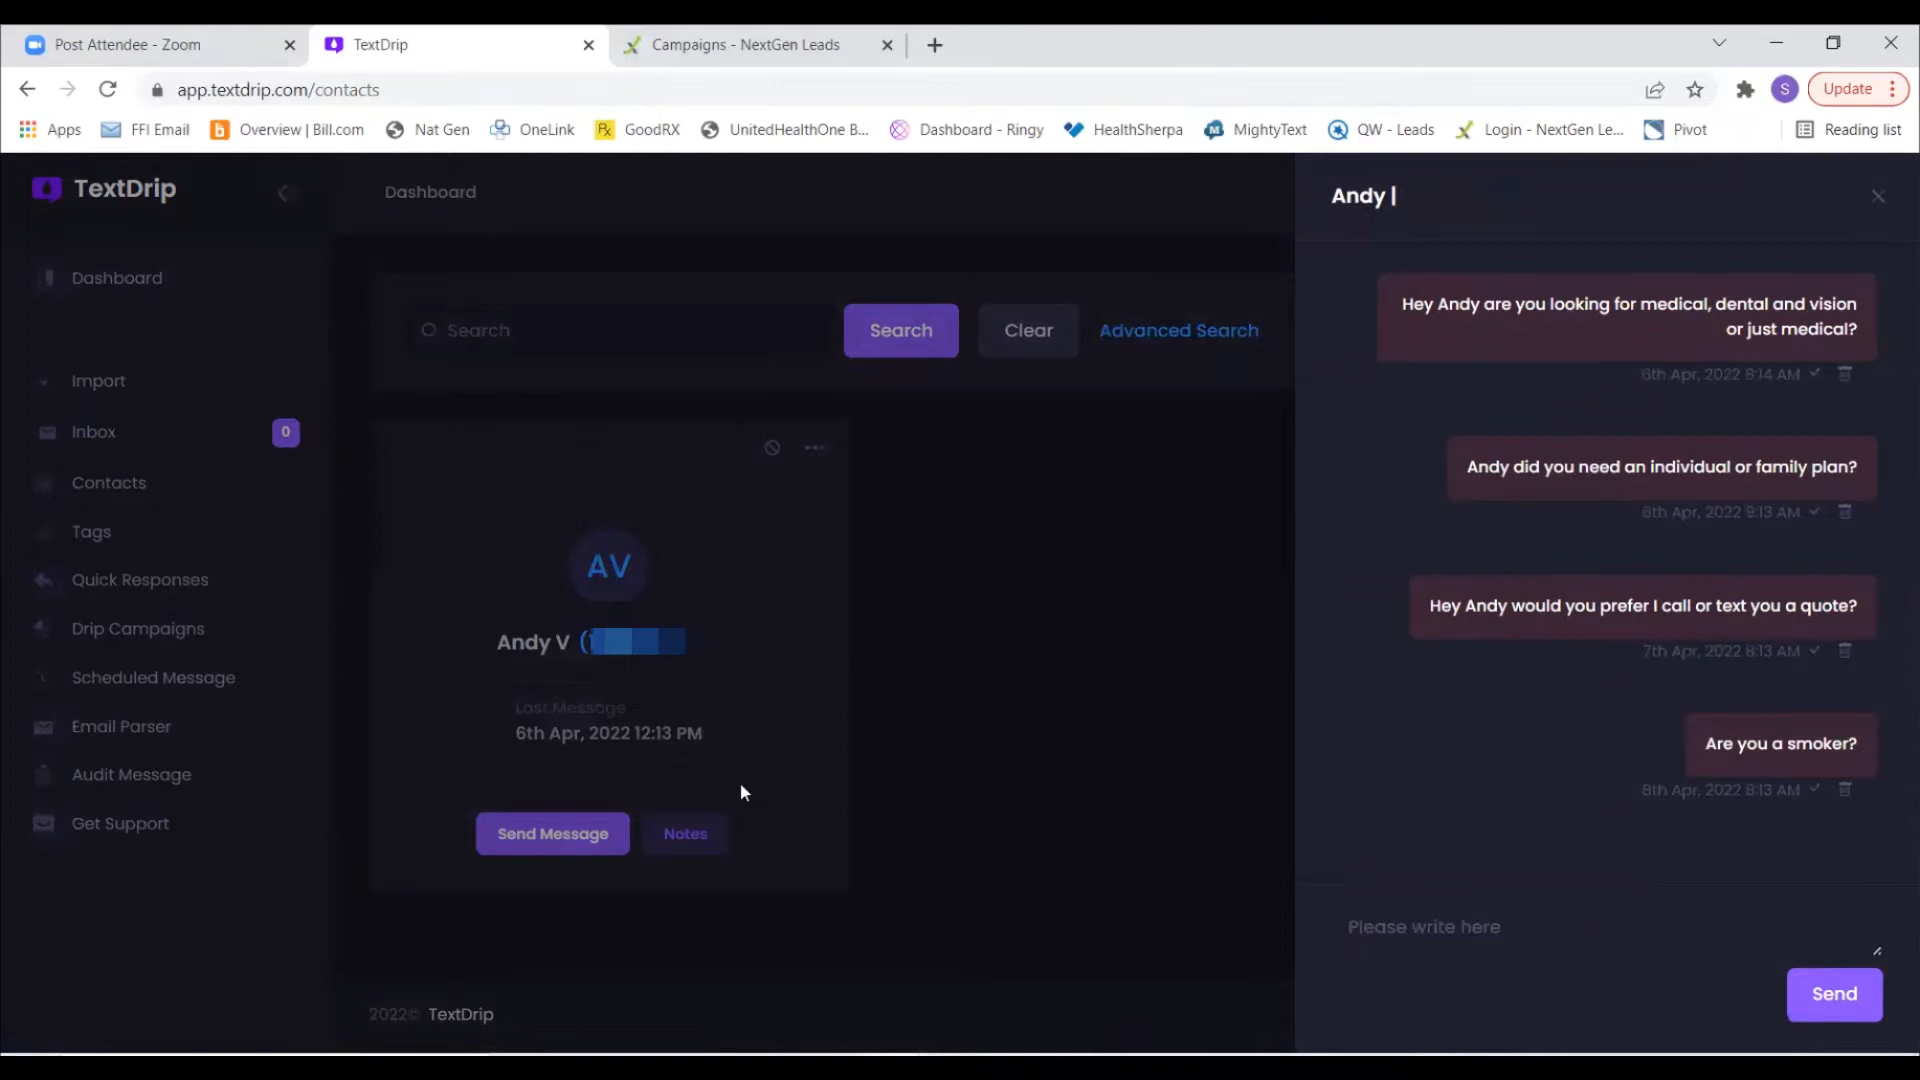 Post Attendee - Zoom
TextDrip
Campaigns - NextGen Leads
app.textdrip.com/contacts
S
Update
Apps
FFI Email
Overview | Bill.com
Nat Gen
OneLink
GoodRX
UnitedHealthOne B...
Dashboard - Ringy
HealthSherpa
MightyText
QW - Leads
Login - NextGen Le...
Pivot
Reading list
TextDrip
Dashboard
Dashboard
Import
Inbox
0
Contacts
Tags
Quick Responses
Drip Campaigns
Scheduled Message
Email Parser
Audit Message
Get Support
Search
Search
Clear
Advanced Search
AV
Andy V
Last Message
6th Apr, 2022 12:13 PM
Send Message
Notes
2022© TextDrip
Andy |
Hey Andy are you looking for medical, dental and vision
or just medical?
6th Apr, 2022 8:14 AM
Andy did you need an individual or family plan?
6th Apr, 2022 9:13 AM
Hey Andy would you prefer I call or text you a quote?
7th Apr, 2022 8:13 AM
Are you a smoker?
8th Apr, 2022 8:13 AM
Please write here
Send